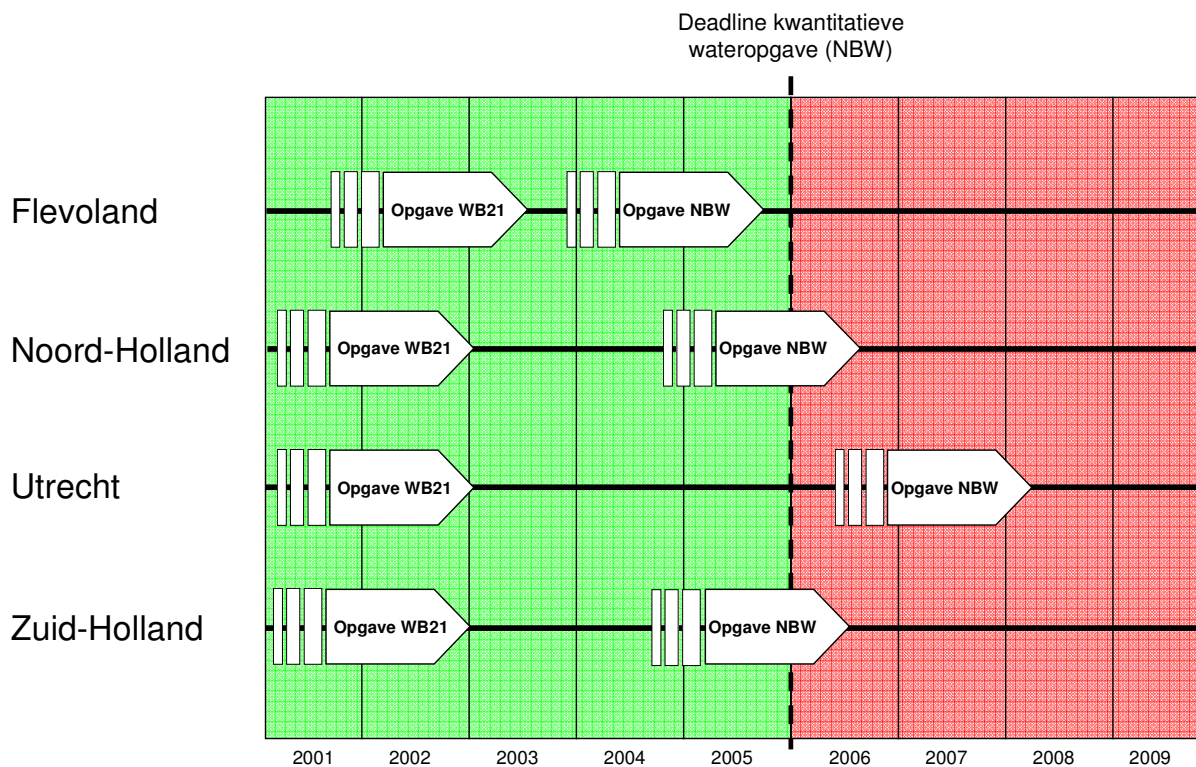 Deadline kwantitatieve
wateropgave (NBW)
Flevoland
Opgave WB21
Opgave NBW
Noord-Holland
Opgave WB21
Opgave NBW
Utrecht
Opgave WB21
Opgave NBW
Zuid-Holland
Opgave WB21
Opgave NBW
2001 2002 2003 2004 2005 2006 2007 2008 2009